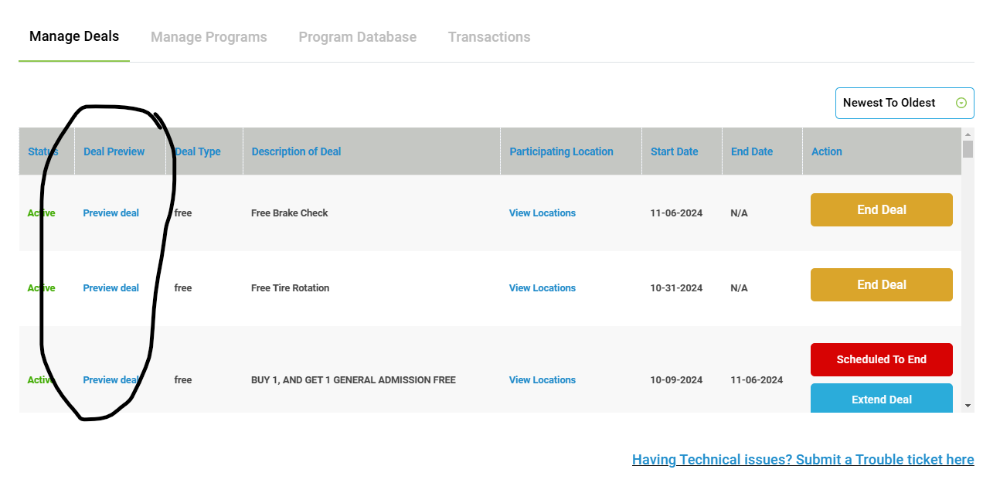 Manage Deals Manage Programs Program Database Transactions
Newest To Oldest
Status Deal Preview Deal Type Description of Deal Participating Location Start Date End Date Action
Active Preview deal free Free Brake Check View Locations 11-06-2024 N/A End Deal
Active Preview deal free Free Tire Rotation View Locations 10-31-2024 N/A End Deal
Scheduled To End
Active Preview deal free BUY 1, AND GET 1 GENERAL ADMISSION FREE View Locations 10-09-2024 11-06-2024
Extend Deal
Having Technical issues? Submit a Trouble ticket here